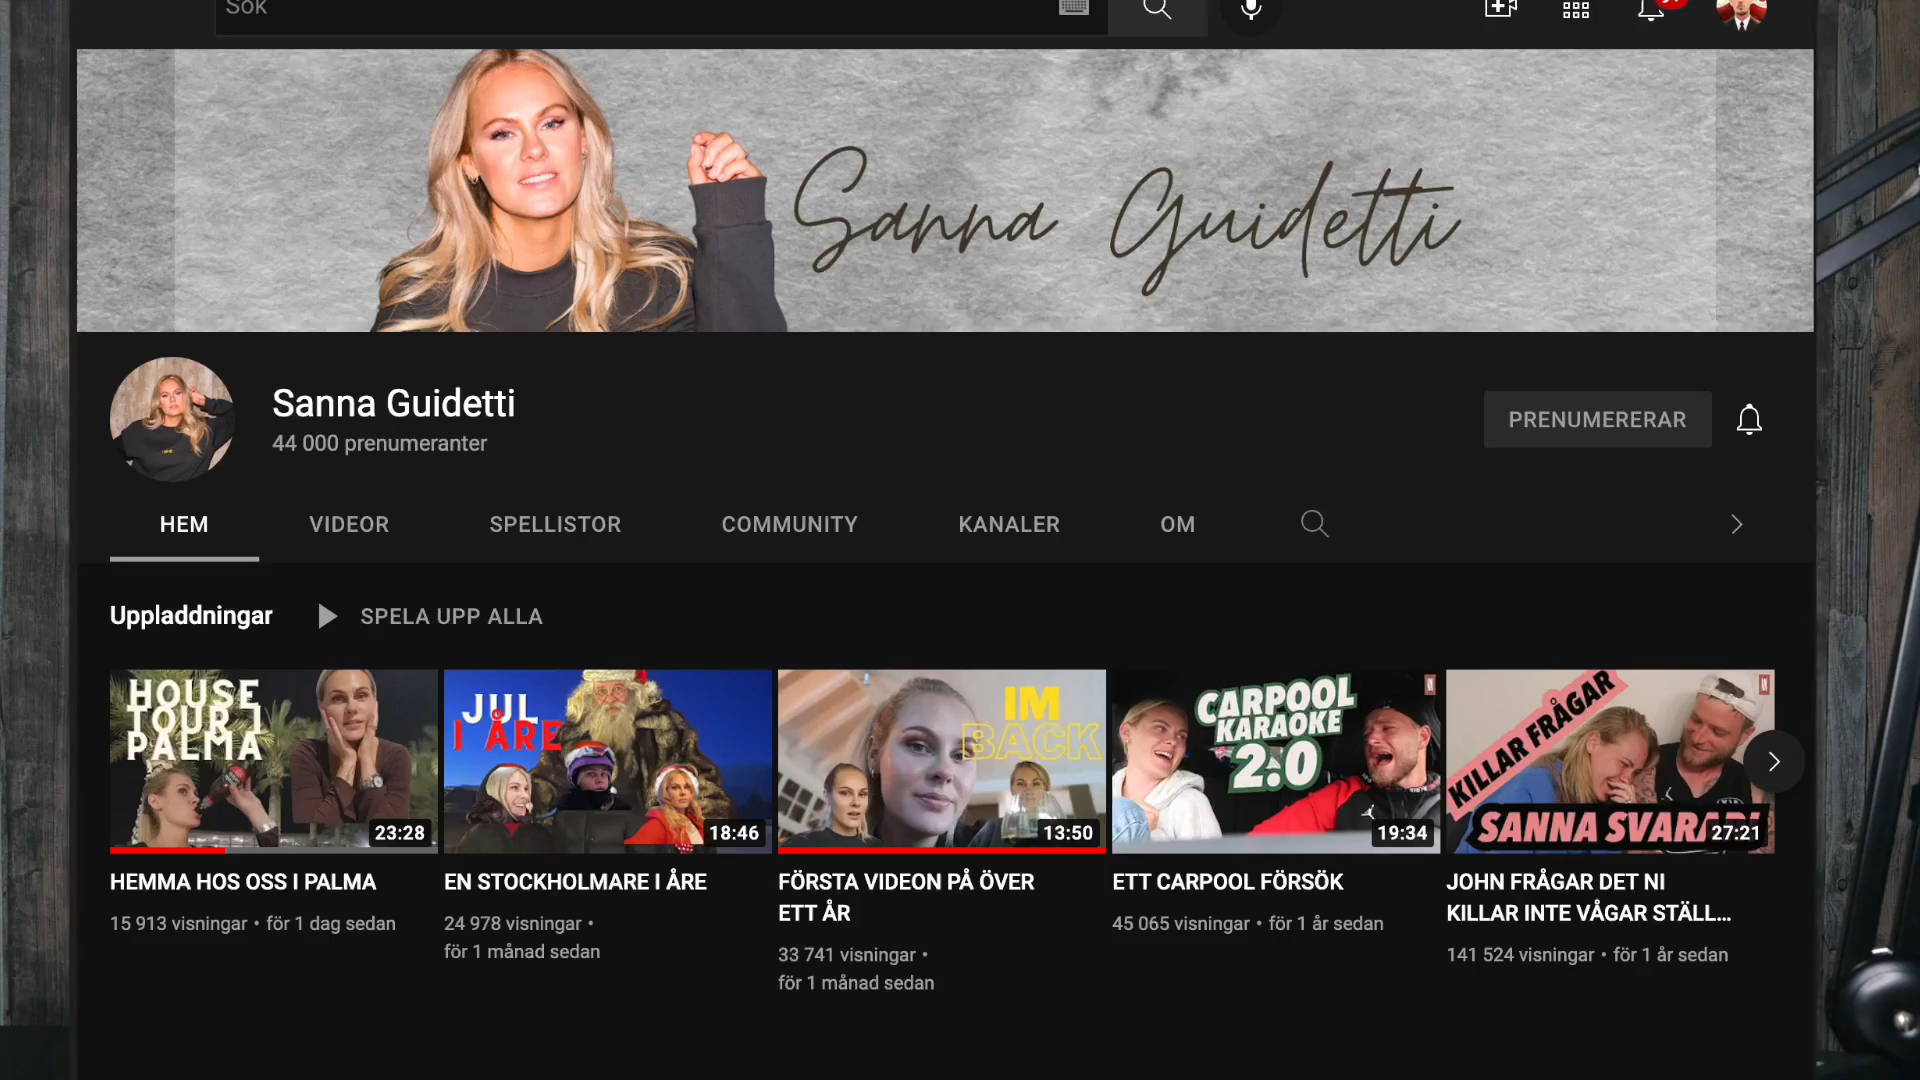 Sök
Sanna Guidetti
Sanna Guidetti
44 000 prenumeranter
PRENUMERERAR
HEM
VIDEOR
SPELLISTOR
COMMUNITY
KANALER
OM
Uppladdningar
SPELA UPP ALLA
HOUSE
TOUR I
PALMA
23:28
HEMMA HOS OSS I PALMA
15 913 visningar • för 1 dag sedan
JUL
I ÅRE
18:46
EN STOCKHOLMARE I ÅRE
24 978 visningar •
för 1 månad sedan
IM
BACK
13:50
FÖRSTA VIDEON PÅ ÖVER
ETT ÅR
33 741 visningar •
för 1 månad sedan
CARPOOL
KARAOKE
2:0
19:34
ETT CARPOOL FÖRSÖK
45 065 visningar • för 1 år sedan
KILLAR FRÅGAR
SANNA SVARAR
27:21
JOHN FRÅGAR DET NI
KILLAR INTE VÅGAR STÄLL...
141 524 visningar • för 1 år sedan